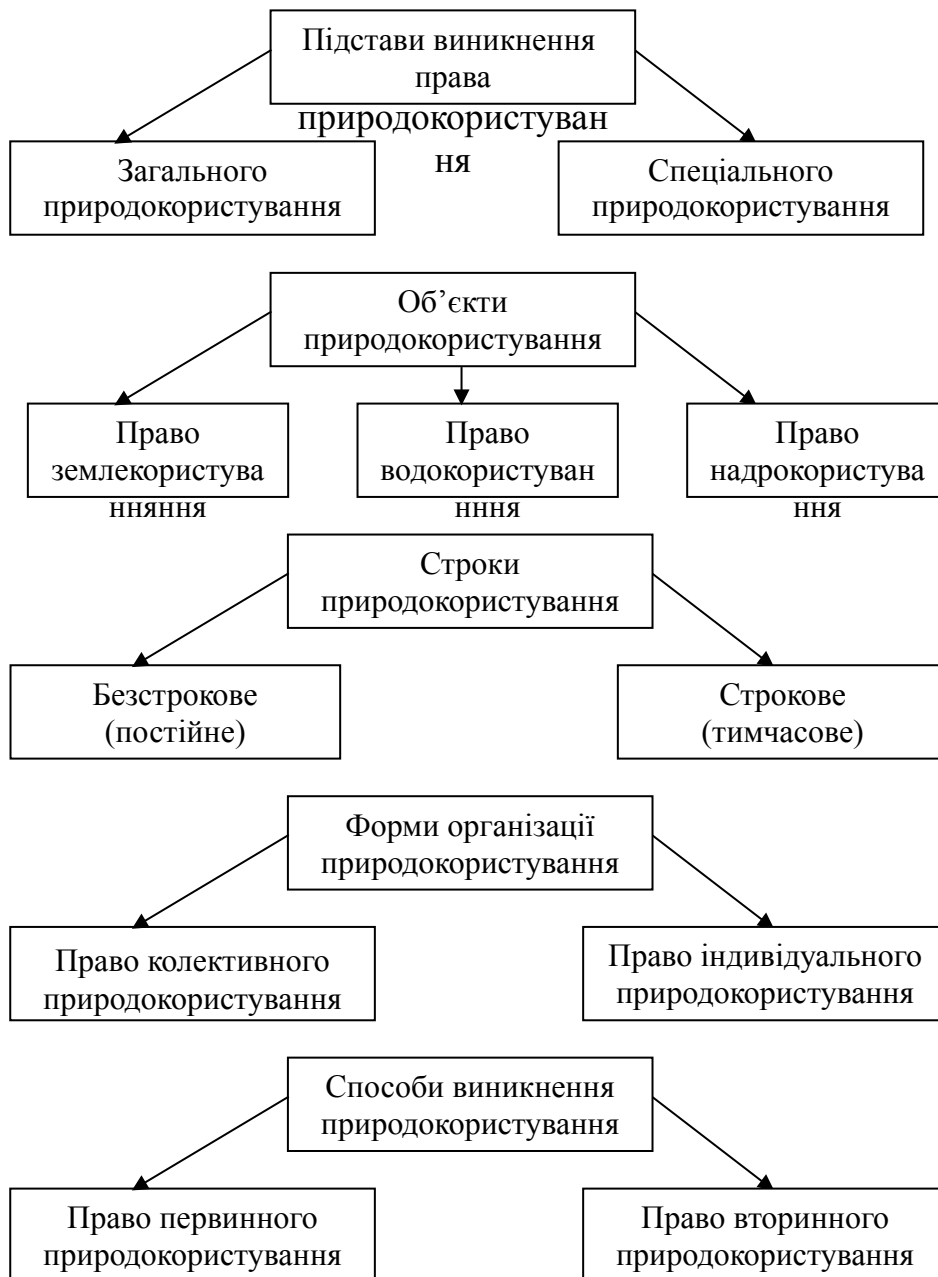 Підстави виникнення
права
природокористуван
ня
Загального
природокористування
Спеціального
природокористування
Об’єкти
природокористування
Право
землекористува
нняння
Право
водокористуван
нння
Право
надрокористува
ння
Строки
природокористування
Безстрокове
(постійне)
Строкове
(тимчасове)
Форми організації
природокористування
Право колективного
природокористування
Право індивідуального
природокористування
Способи виникнення
природокористування
Право первинного
природокористування
Право вторинного
природокористування